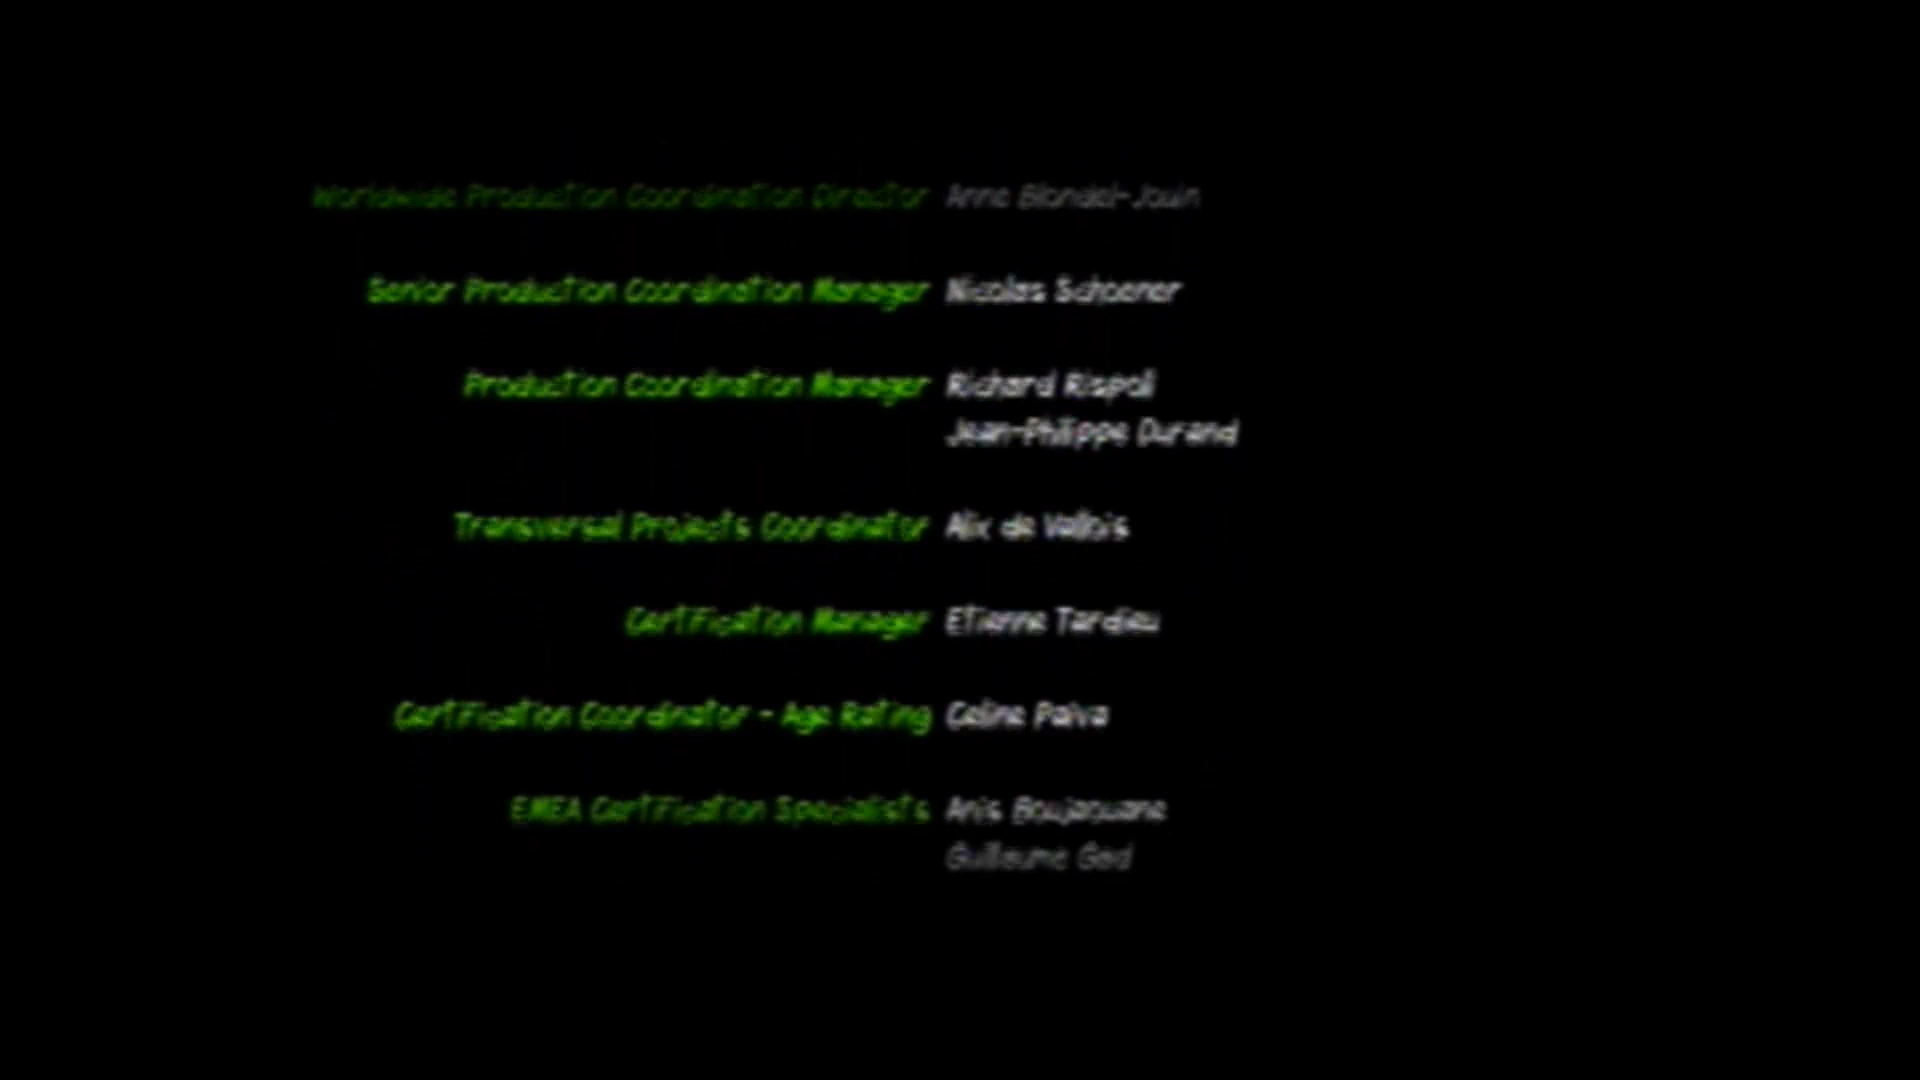 Worldwide Production Coordination Director Anne Blondel-Jouin
Senior Production Coordination Manager Nicolas Schoener
Production Coordination Manager Richard Rispoli
Jean-Philippe Durand
Transversal Projects Coordinator Alix de Vallois
Certification Manager Etienne Tardieu
Certification Coordinator - Age Rating Celine Paiva
EMEA Certification Specialists Anis Boujaouane
Guillaume